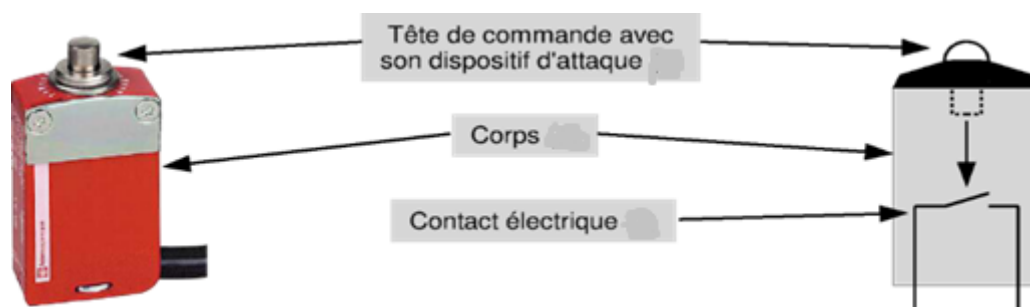 Tête de commande avec
son dispositif d'attaque
Corps
Contact électrique